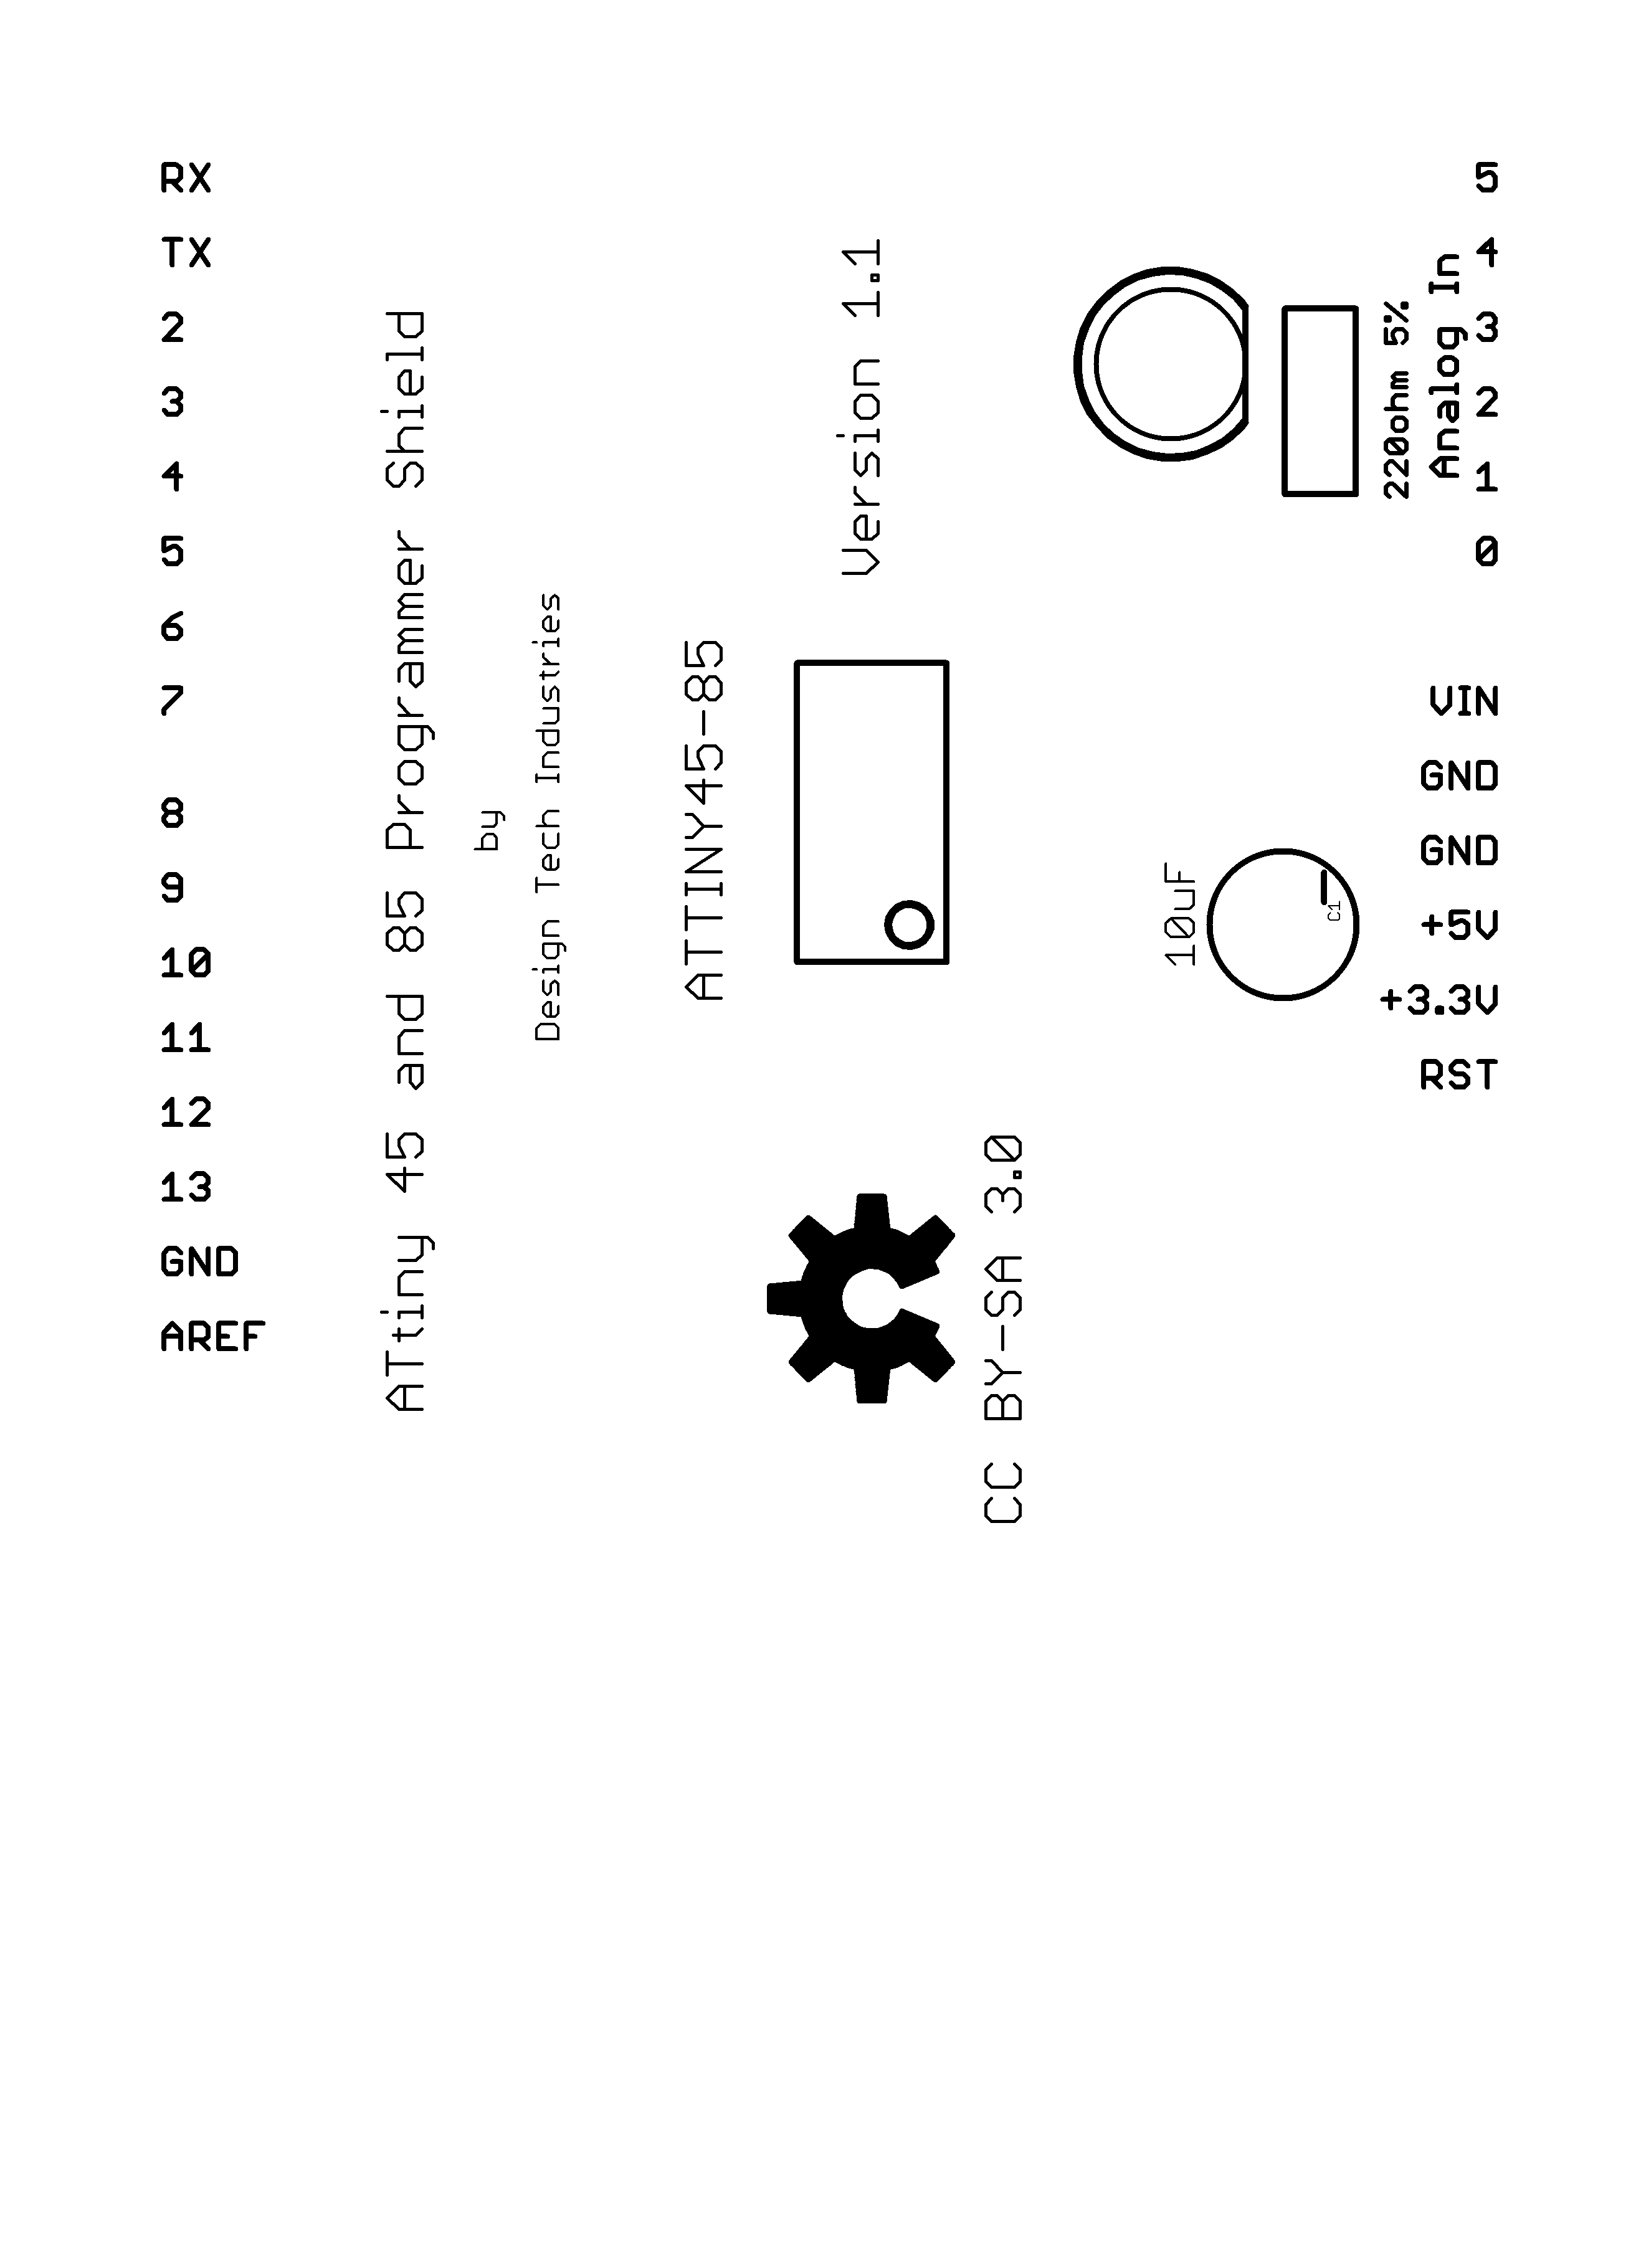 RX
TX
2
3
4
5
6
7
8
9
10
11
12
13
GND
AREF
ATtiny 45 and 85 Programmer Shield
by
Design Tech Industries
ATTINY45-85
Version 1.1
CC BY-SA 3.0
10uF
C1
220ohm 5%
Analog In
5
4
3
2
1
0
VIN
GND
GND
+5V
+3.3V
RST